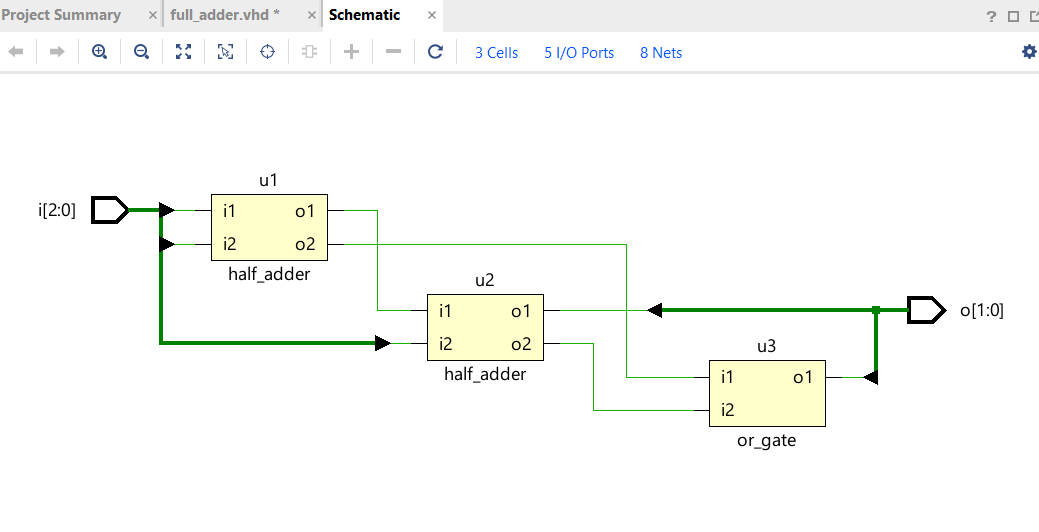 Project Summary × full_adder.vhd * × Schematic ×
? 
3 Cells 5 I/O Ports 8 Nets
u1
i[2:0] i1 o1
i2 o2
half_adder
u2
i1 o1
o[1:0]
i2 o2
u3
half_adder
i1 o1
i2
or_gate